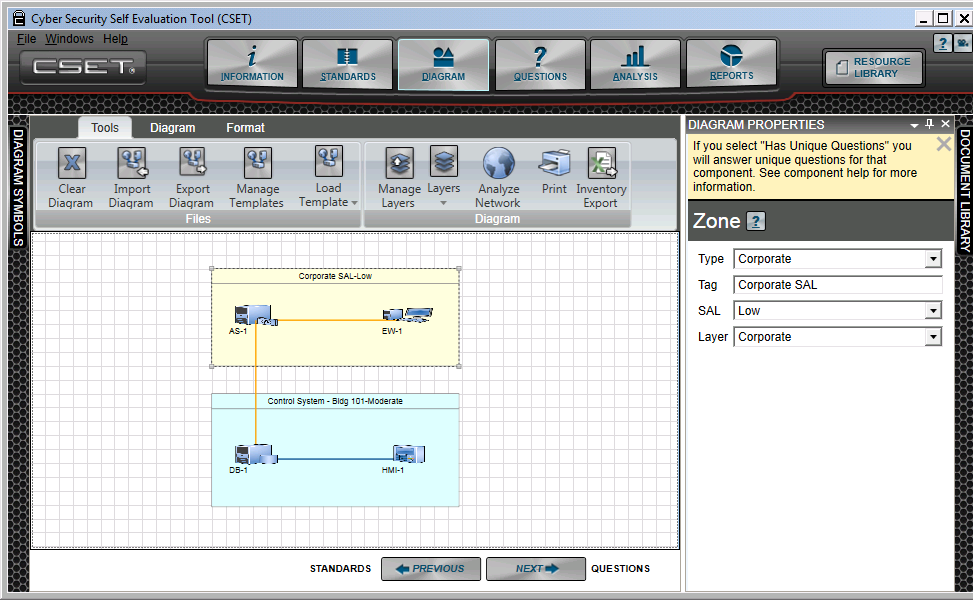 Cyber Security Self Evaluation Tool (CSET)
File Windows Help
CSET
INFORMATION
STANDARDS
DIAGRAM
QUESTIONS
ANALYSIS
REPORTS
RESOURCE
LIBRARY
?
DIAGRAM SYMBOLS
Tools Diagram Format
Clear
Diagram
Import
Diagram
Export
Diagram
Manage
Templates
Load
Template
Files
Manage
Layers
Layers
Analyze
Network
Print
Inventory
Export
Diagram
Corporate SAL-Low
AS-1
EW-1
Control System - Bldg 101-Moderate
DB-1
HMI-1
STANDARDS
PREVIOUS
NEXT
QUESTIONS
DIAGRAM PROPERTIES
If you select "Has Unique Questions" you
will answer unique questions for that
component. See component help for more
information.
Zone ?
Type Corporate
Tag Corporate SAL
SAL Low
Layer Corporate
DOCUMENT LIBRARY